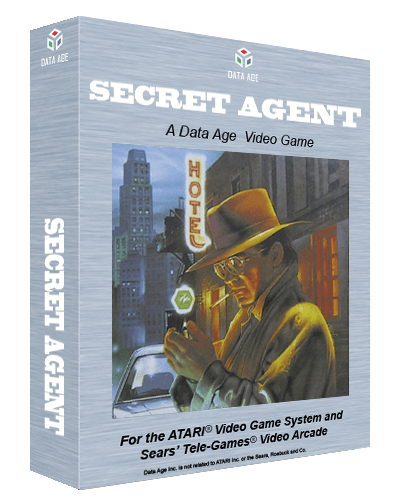 DATA AGE
SECRET AGENT
DATA AGE
SECRET AGENT
A Data Age Video Game
HOTEL
For the ATARI® Video Game System and
Sears' Tele-Games® Video Arcade
Data Age Inc. is not related to ATARI Inc. or the Sears, Roebuck and Co.